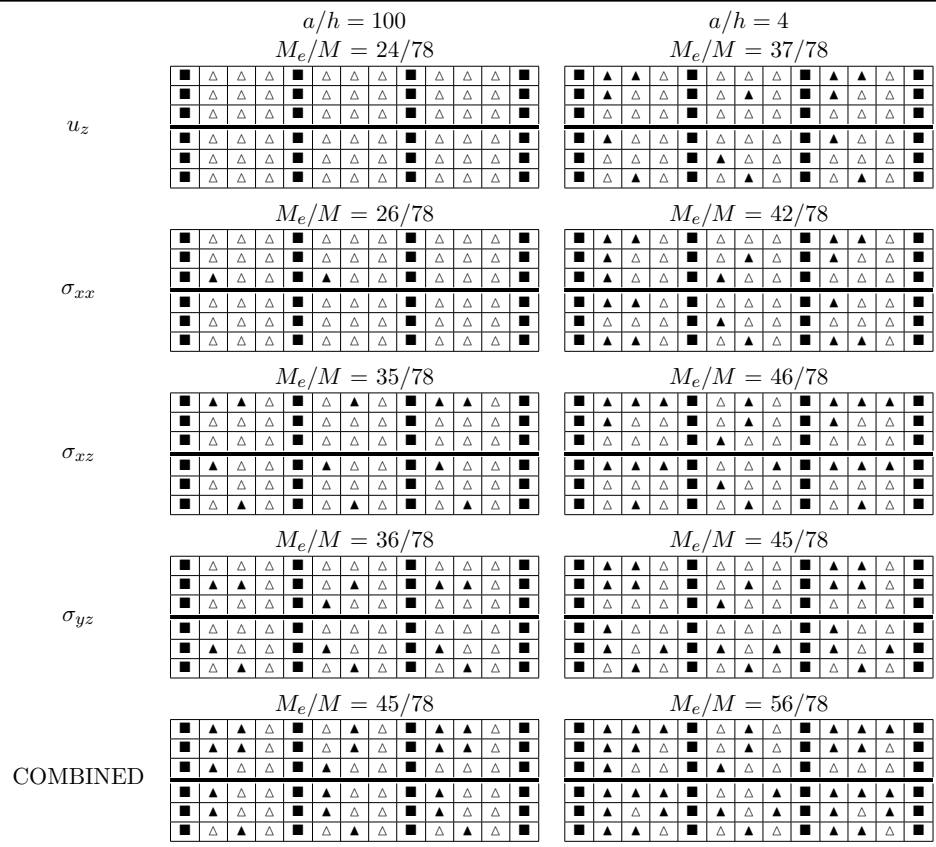 a/h = 100 a/h = 4
M_e/M = 24/78 M_e/M = 37/78
u_z
M_e/M = 26/78 M_e/M = 42/78
σ_xx
M_e/M = 35/78 M_e/M = 46/78
σ_xz
M_e/M = 36/78 M_e/M = 45/78
σ_yz
M_e/M = 45/78 M_e/M = 56/78
COMBINED